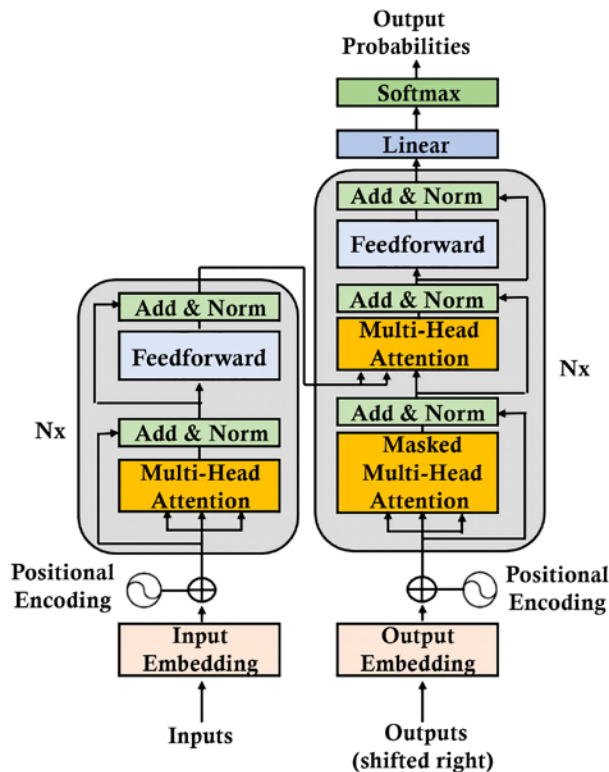 Output
Probabilities
Softmax
Linear
Add & Norm
Feedforward
Add & Norm
Multi-Head
Attention
Add & Norm
Masked
Multi-Head
Attention
Nx
Add & Norm
Feedforward
Add & Norm
Multi-Head
Attention
Nx
Positional
Encoding
Positional
Encoding
Input
Embedding
Output
Embedding
Inputs
Outputs
(shifted right)